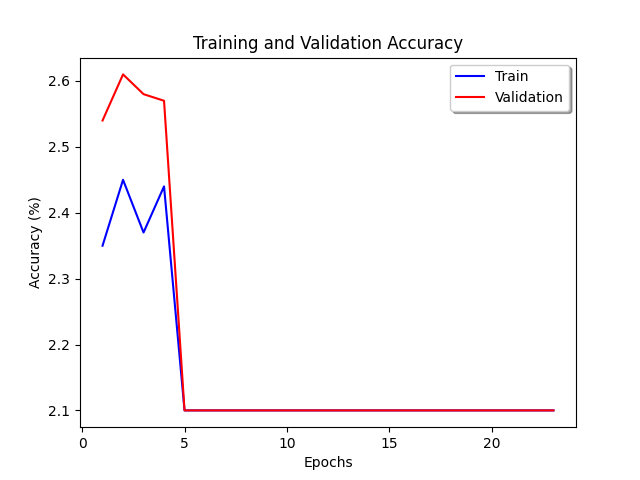 Training and Validation Accuracy
Train
Validation
2.6
2.5
2.4
2.3
2.2
2.1
Accuracy (%)
0
5
10
15
20
Epochs